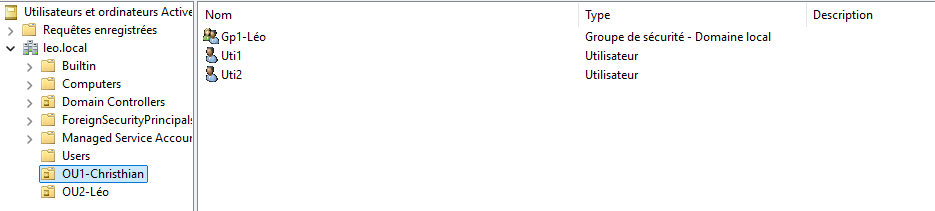 Utilisateurs et ordinateurs Active
Requêtes enregistrées
leo.local
Builtin
Computers
Domain Controllers
ForeignSecurityPrincipals
Managed Service Accour
Users
OU1-Christhian
OU2-Léo
Nom Type Description
Gp1-Léo Groupe de sécurité - Domaine local
Uti1 Utilisateur
Uti2 Utilisateur